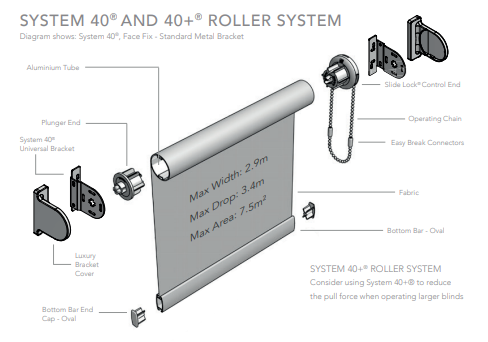 SYSTEM 40® AND 40+® ROLLER SYSTEM
Diagram shows: System 40®, Face Fix - Standard Metal Bracket
Aluminium Tube
Slide Lock® Control End
Plunger End
Operating Chain
System 40®
Universal Bracket
Easy Break Connectors
Max Width: 2.9m
Max Drop: 3.4m
Max Area: 7.5m²
Fabric
Bottom Bar - Oval
Luxury
Bracket
Cover
SYSTEM 40+® ROLLER SYSTEM
Consider using System 40+® to reduce
the pull force when operating larger blinds
Bottom Bar End
Cap - Oval